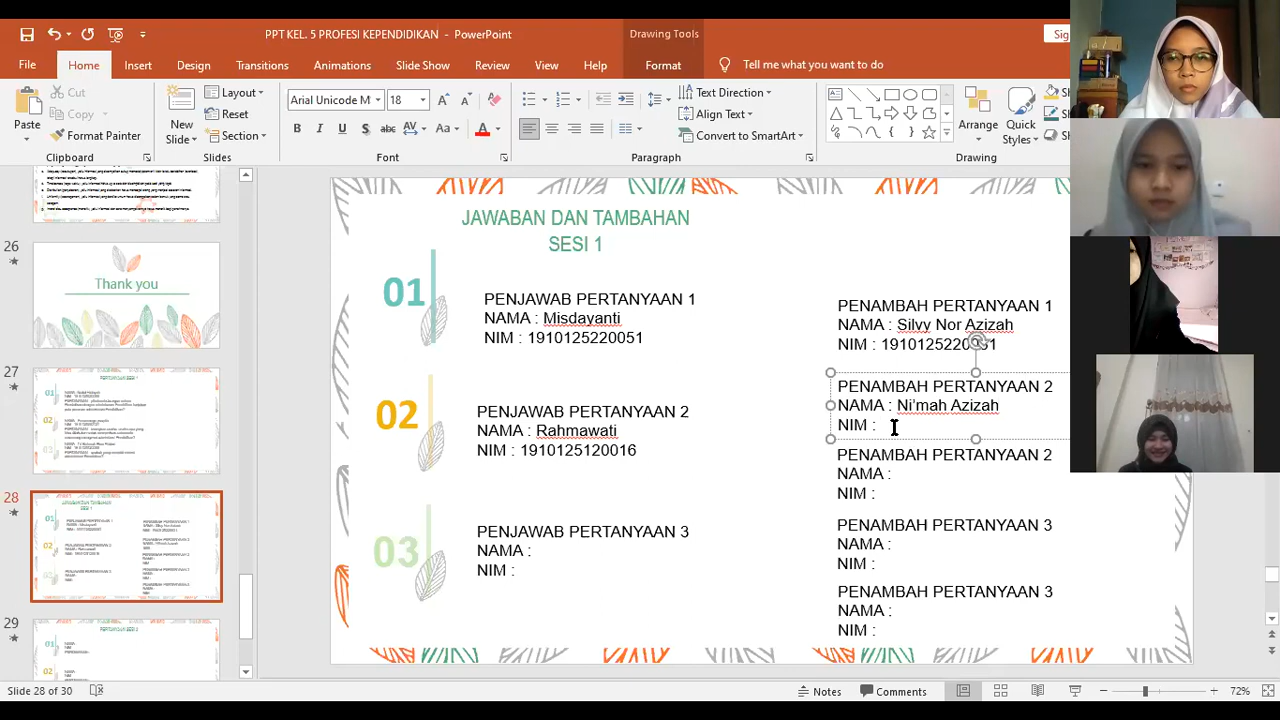 PPT KEL. 5 PROFESI KEPENDIDIKAN - PowerPoint
Drawing Tools
File
Home
Insert
Design
Transitions
Animations
Slide Show
Review
View
Help
Format
Tell me what you want to do
Paste
Cut
Copy
Format Painter
Clipboard
New
Slide
Layout
Reset
Section
Slides
Arial Unicode M
18
Font
Text Direction
Align Text
Convert to SmartArt
Paragraph
Arrange
Quick
Styles
Drawing
26
Thank you
27
28
29
JAWABAN DAN TAMBAHAN
SESI 1
01
PENJAWAB PERTANYAAN 1
NAMA : Misdayanti
NIM : 1910125220051
02
PENJAWAB PERTANYAAN 2
NAMA : Rahmawati
NIM : 1910125120016
PENJAWAB PERTANYAAN 3
NAMA :
NIM :
PENAMBAH PERTANYAAN 1
NAMA : Silvy Nor Azizah
PENAMBAH PERTANYAAN 2
NAMA : Ni'mah Azizah
NIM :
PENAMBAH PERTANYAAN 2
NAMA :
NIM :
PENAMBAH PERTANYAAN 3
NAMA :
NIM :
PENAMBAH PERTANYAAN 3
NAMA :
NIM :
Slide 28 of 30
Notes
Comments
72%